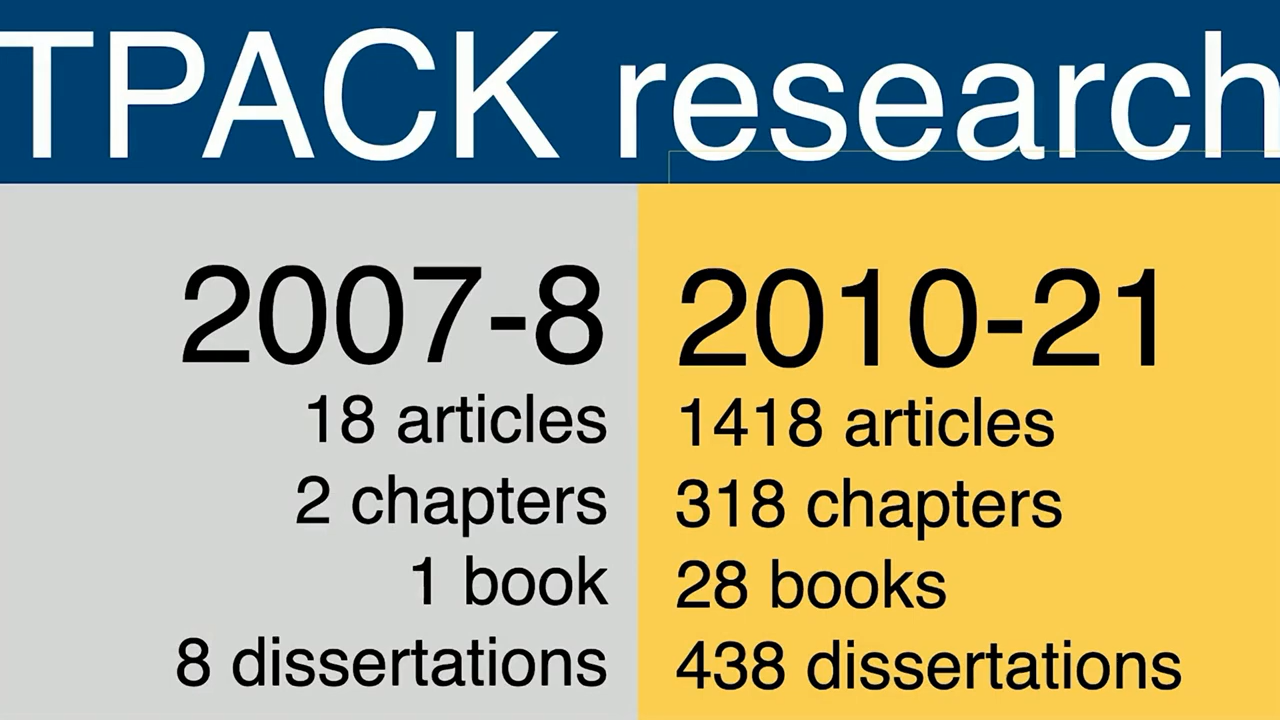 TPACK research
2007-8
18 articles
2 chapters
1 book
8 dissertations
2010-21
1418 articles
318 chapters
28 books
438 dissertations